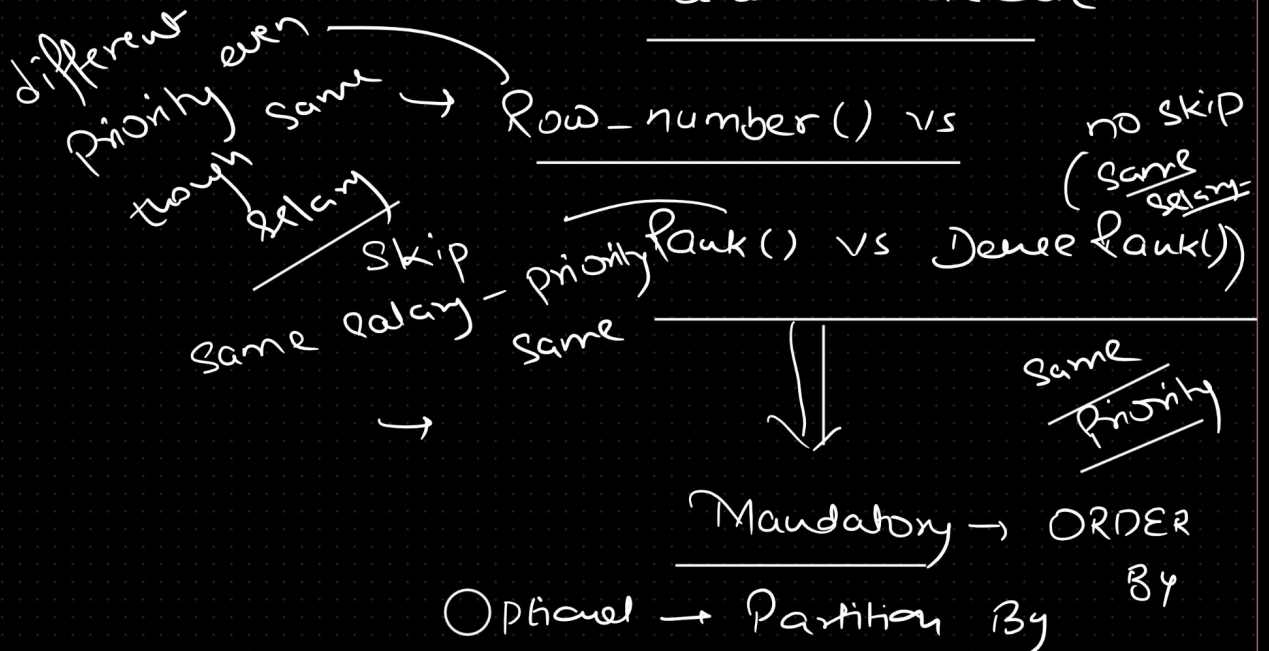 different
priority even
though same
salary
→ Row_number() vs
no skip
(same
salary
Skip
same salary - priority
same
Rank() vs Dense Rank())
→
same
Priority
Mandatory → ORDER
By
Optional → Partition By